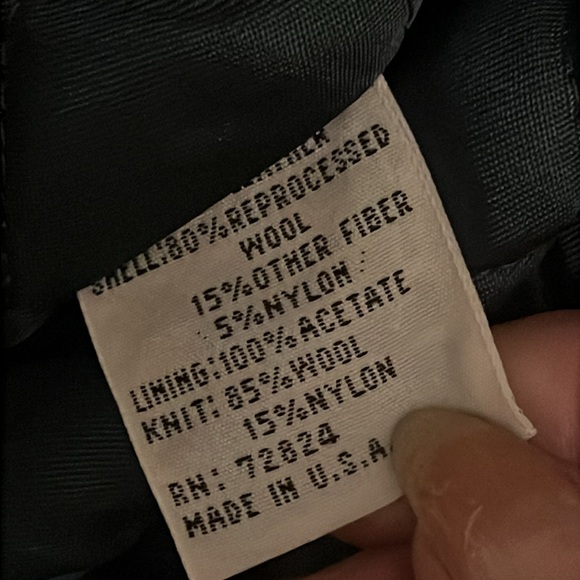 SHELL:80%REPROCESSED
WOOL
15%OTHER FIBER
5%NYLON
LINING:100%ACETATE
KNIT: 85%WOOL
15%NYLON
RN: 72824
MADE IN U.S.A.